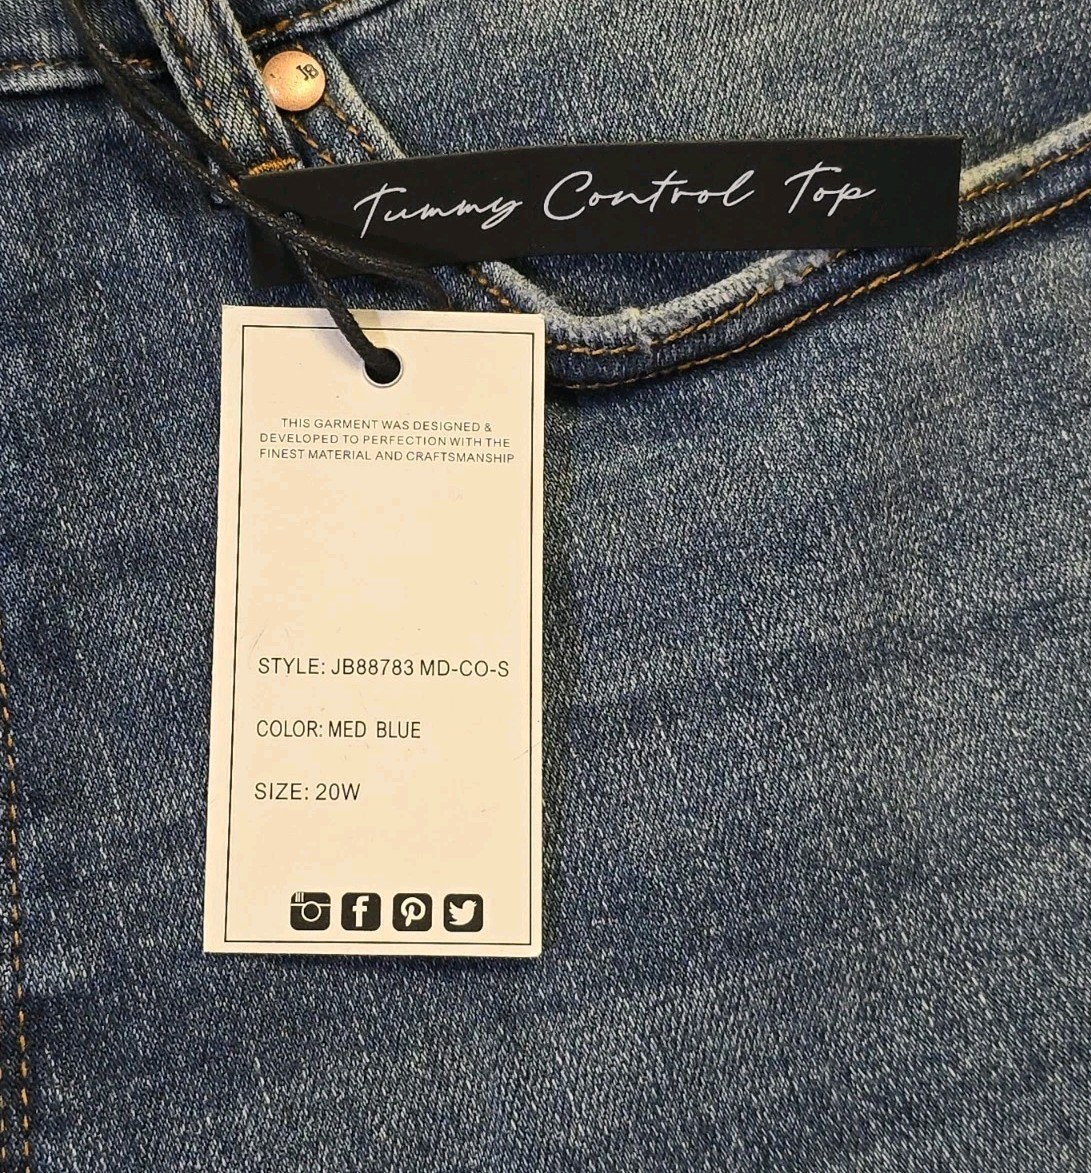 JB
Tummy Control Top
THIS GARMENT WAS DESIGNED &
DEVELOPED TO PERFECTION WITH THE
FINEST MATERIAL AND CRAFTSMANSHIP
STYLE: JB88783 MD-CO-S
COLOR: MED BLUE
SIZE: 20W